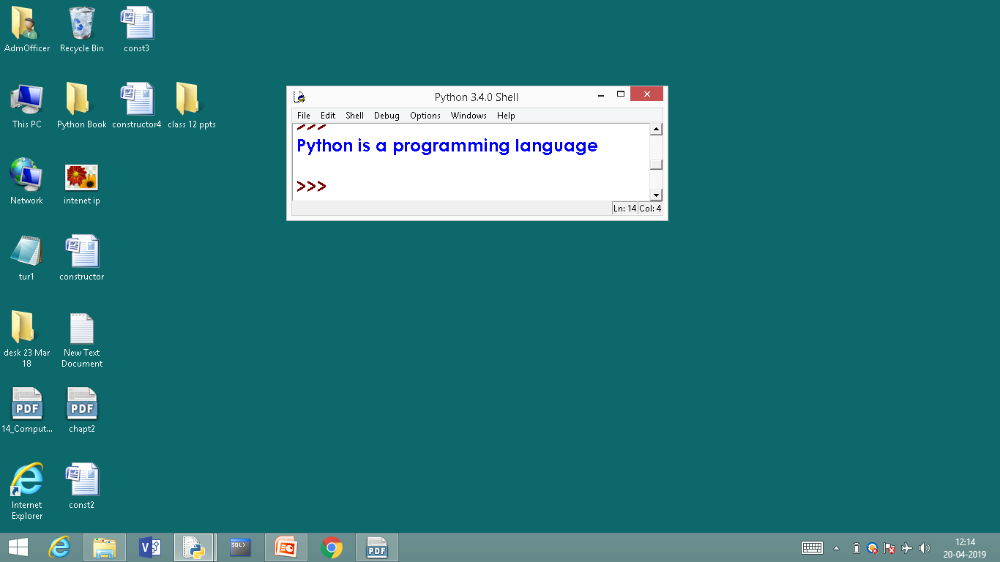 AdmOfficer
Recycle Bin
const3
This PC
Python Book
constructor4
class 12 ppts
Network
intenet ip
tur1
constructor
desk 23 Mar
18
New Text
Document
14_Comput...
chapt2
Internet
Explorer
const2
Python 3.4.0 Shell
File Edit Shell Debug Options Windows Help
>>>
Python is a programming language
>>>
Ln: 14 Col: 4
SQL>
PDF
12:14
20-04-2019